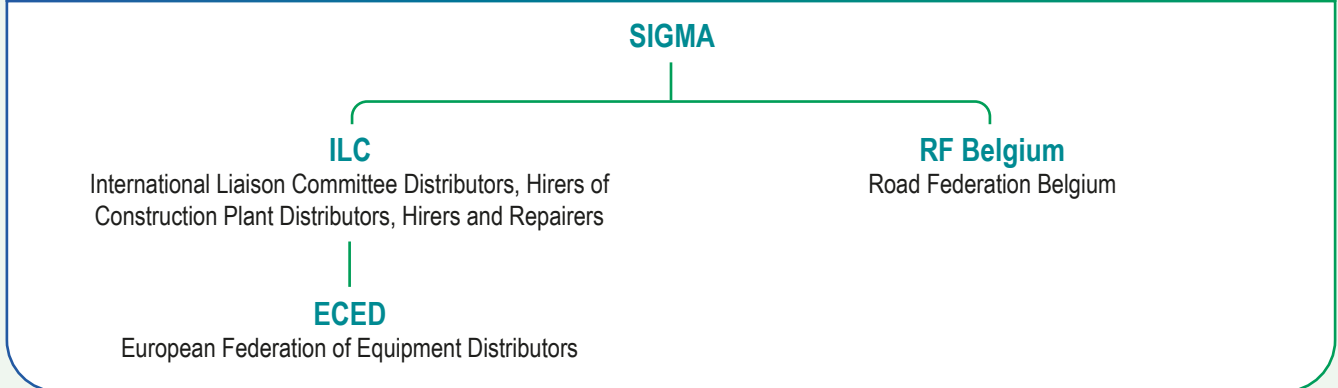 SIGMA
ILC
International Liaison Committee Distributors, Hirers of
Construction Plant Distributors, Hirers and Repairers
RF Belgium
Road Federation Belgium
ECED
European Federation of Equipment Distributors